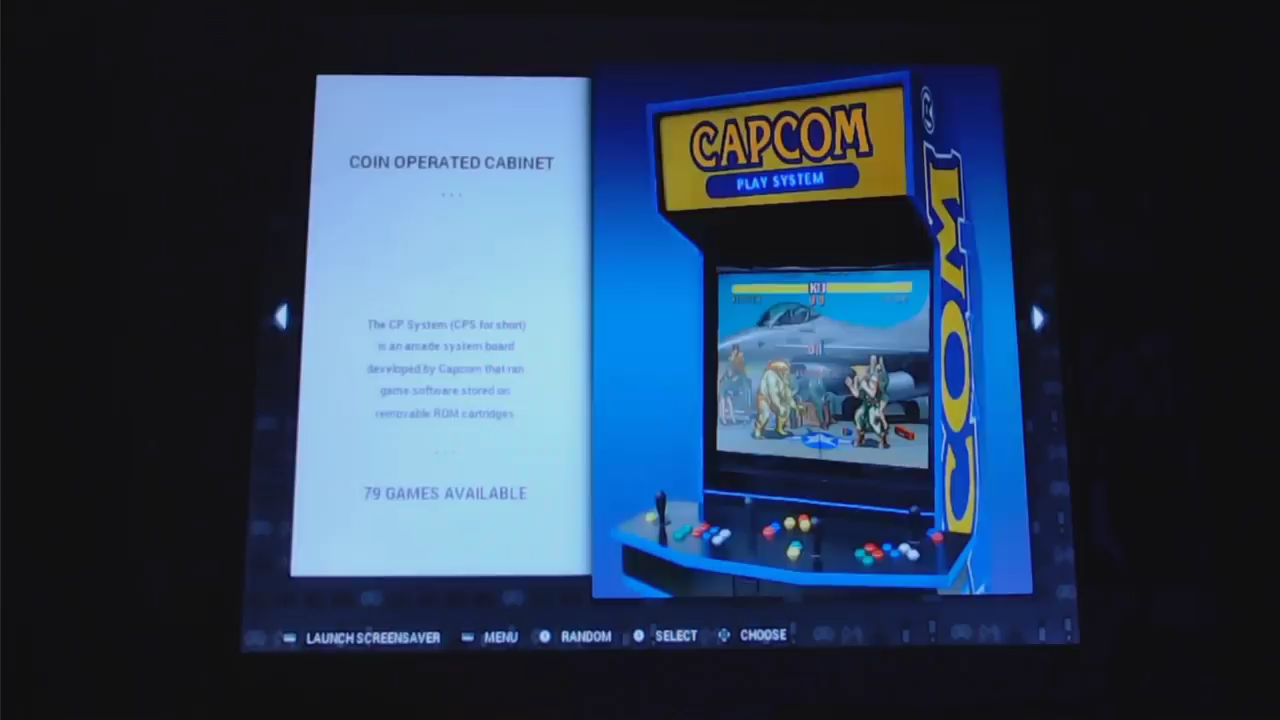 COIN OPERATED CABINET
...
The CP System (CPS for short)
is an arcade system board
developed by Capcom that ran
game software stored on
removable ROM cartridges
...
79 GAMES AVAILABLE
CAPCOM
PLAY SYSTEM
®
COM
KO
LAUNCH SCREENSAVER
MENU
RANDOM
SELECT
CHOOSE